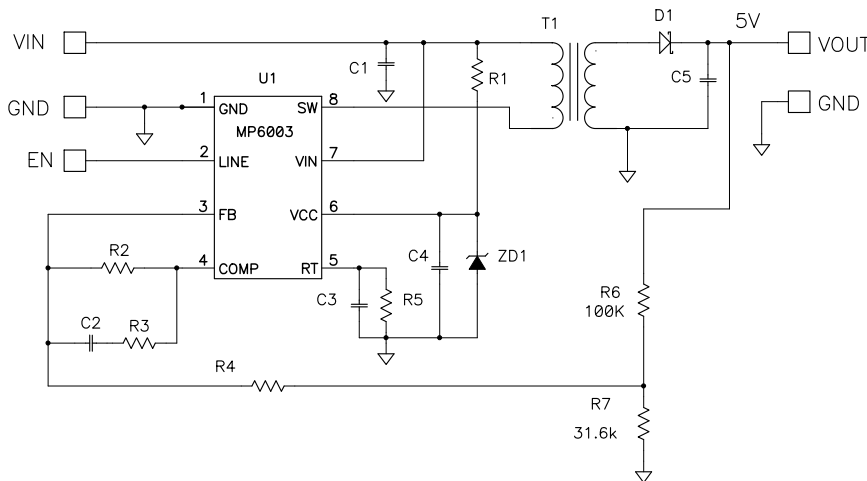 T1
D1
5V
VIN
VOUT
C1
R1
C5
U1
GND
1
GND
SW
8
GND
MP6003
EN
2
LINE
VIN
7
3
FB
VCC
6
R2
4
COMP
RT
5
C4
ZD1
C3
R5
R6
100K
C2
R3
R4
R7
31.6k